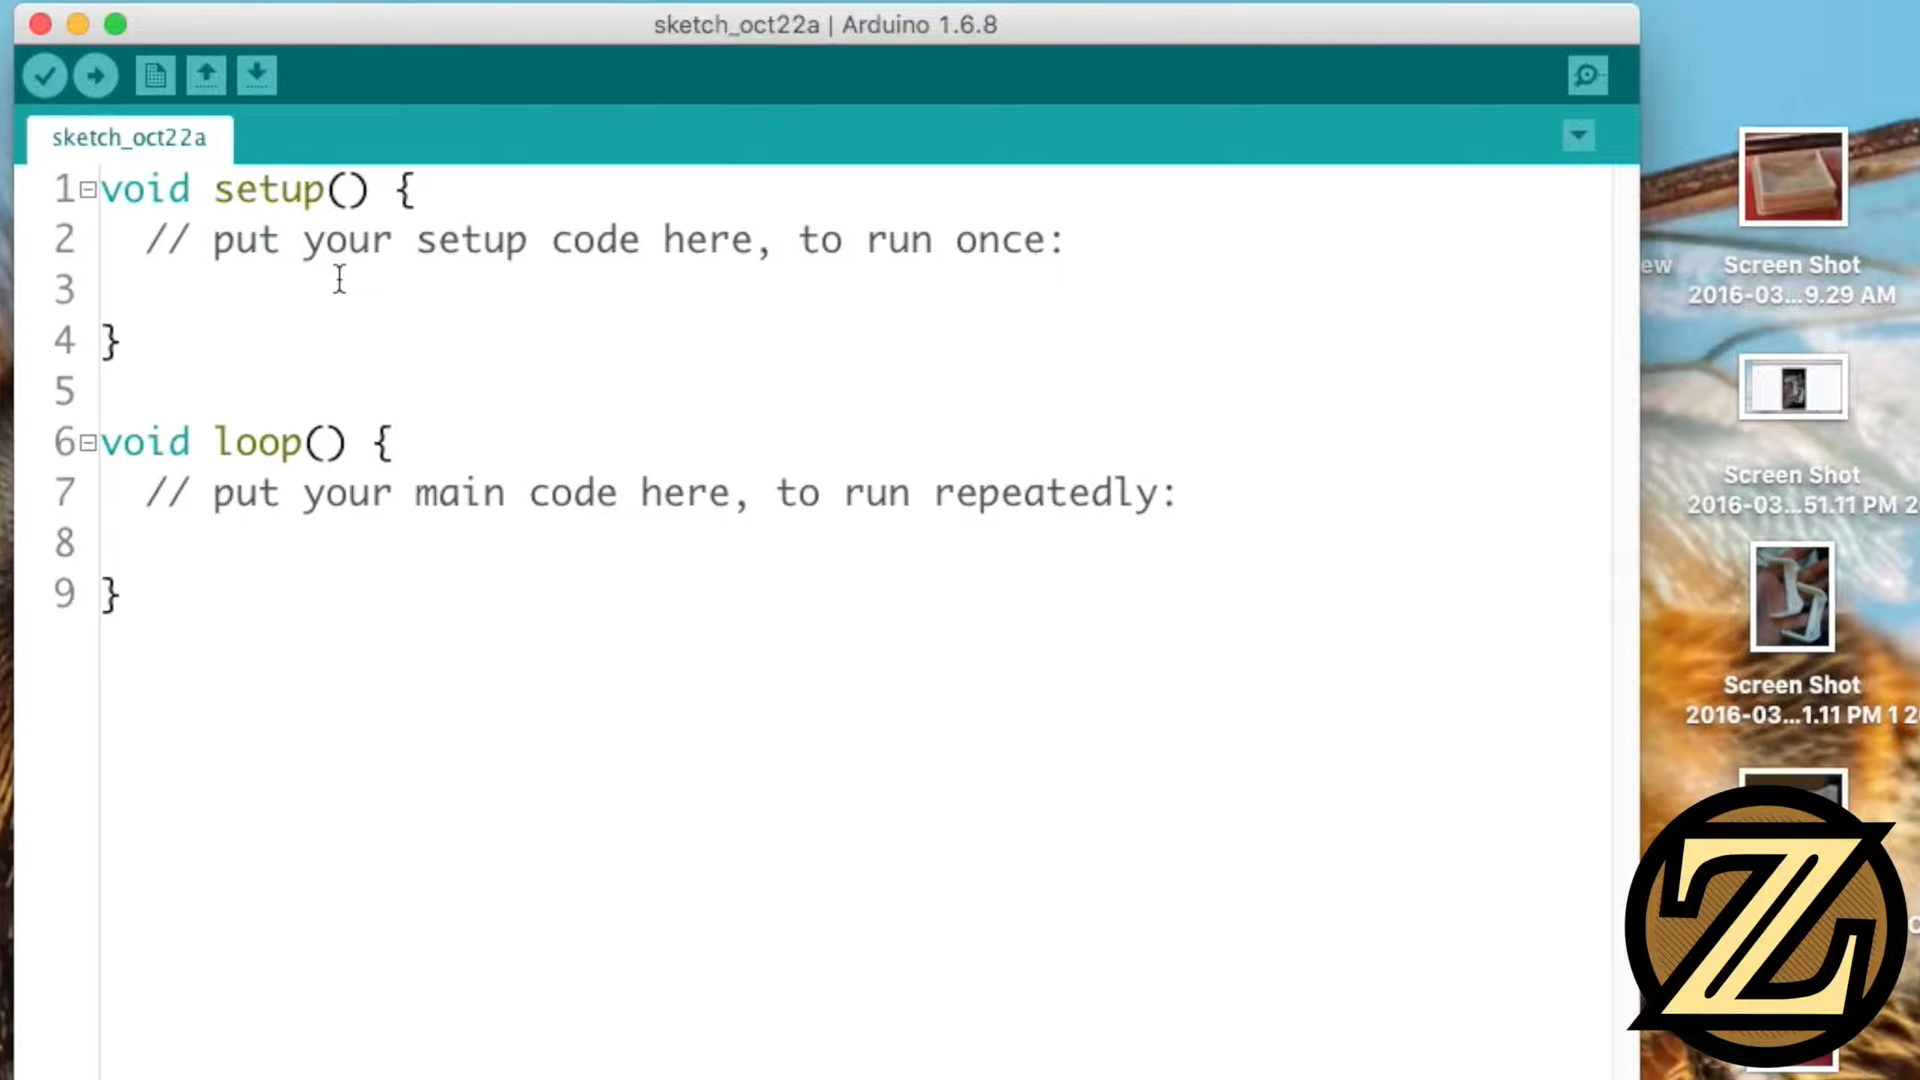 sketch_oct22a | Arduino 1.6.8
sketch_oct22a
1 void setup() {
2 // put your setup code here, to run once:
3
4 }
5
6 void loop() {
7 // put your main code here, to run repeatedly:
8
9 }
ew
Screen Shot
2016-03...9.29 AM
Screen Shot
2016-03...51.11 PM 2
Screen Shot
2016-03...1.11 PM 1 2
Z